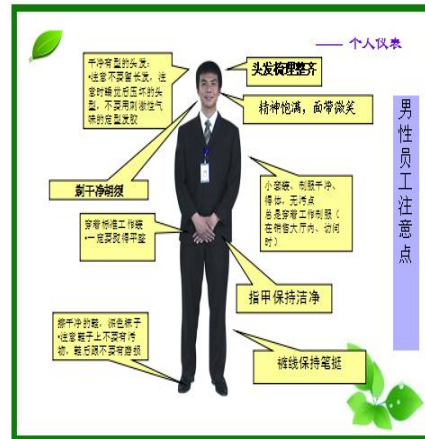 —— 个人仪表
干净有型的头发：
•注意不要留长发，注
意时睡觉后压坏的头
型，不要用刺激性气
味的定型发胶
头发梳理整齐
精神饱满，面带微笑
剃干净胡须
小套装、制服干净、
得体，无污点
总是穿着工作制服（
在销售大厅内、访问
时）
穿着标准工作装
•一定要熨得平整
指甲保持洁净
擦干净的鞋，深色袜子
•注意鞋子上不要有污
物，鞋后跟不要有磨损
裤线保持笔挺
男性员工注意点